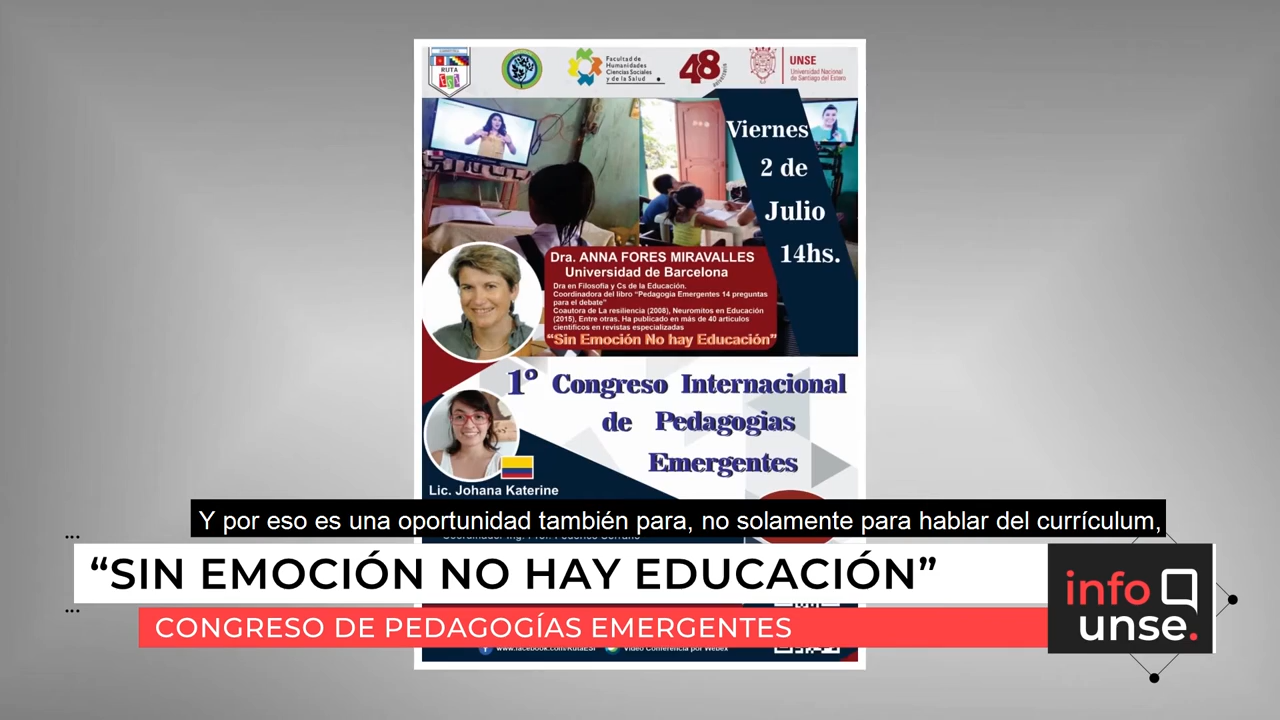 RUTA
ESI
Facultad de
Humanidades
Ciencias Sociales
y de la Salud
48
UNSE
Universidad Nacional
de Santiago del Estero
Viernes
2 de
Julio
14hs.
Dra. ANNA FORES MIRAVALLES
Universidad de Barcelona
Dra en Filosofia y Cs de la Educación.
Coordinadora del libro “Pedagogia Emergentes 14 preguntas
para el debate”
Coautora de La resiliencia (2008), Neuromitos en Educación
(2015), Entre otras. Ha publicado en más de 40 artículos
científicos en revistas especializadas
“Sin Emoción No hay Educación”
1º Congreso Internacional
de Pedagogias
Emergentes
Lic. Johana Katerine
Y por eso es una oportunidad también para, no solamente para hablar del currículum,
“SIN EMOCIÓN NO HAY EDUCACIÓN”
CONGRESO DE PEDAGOGÍAS EMERGENTES
info
unse.
www.facebook.com/RutaESI
Video Conferencia por Webex